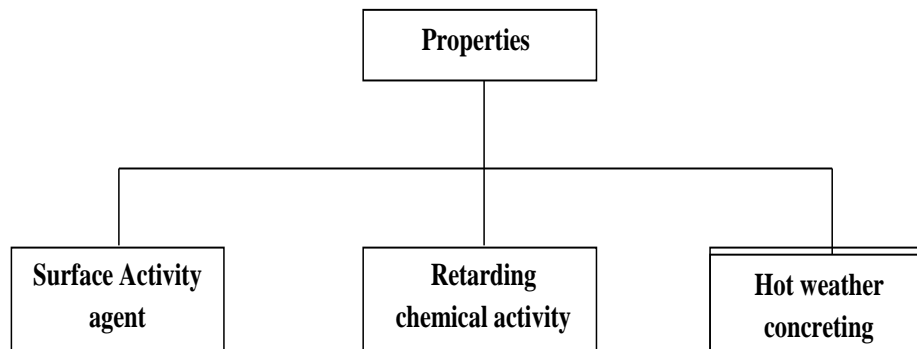 Properties
Surface Activity
agent
Retarding
chemical activity
Hot weather
concreting